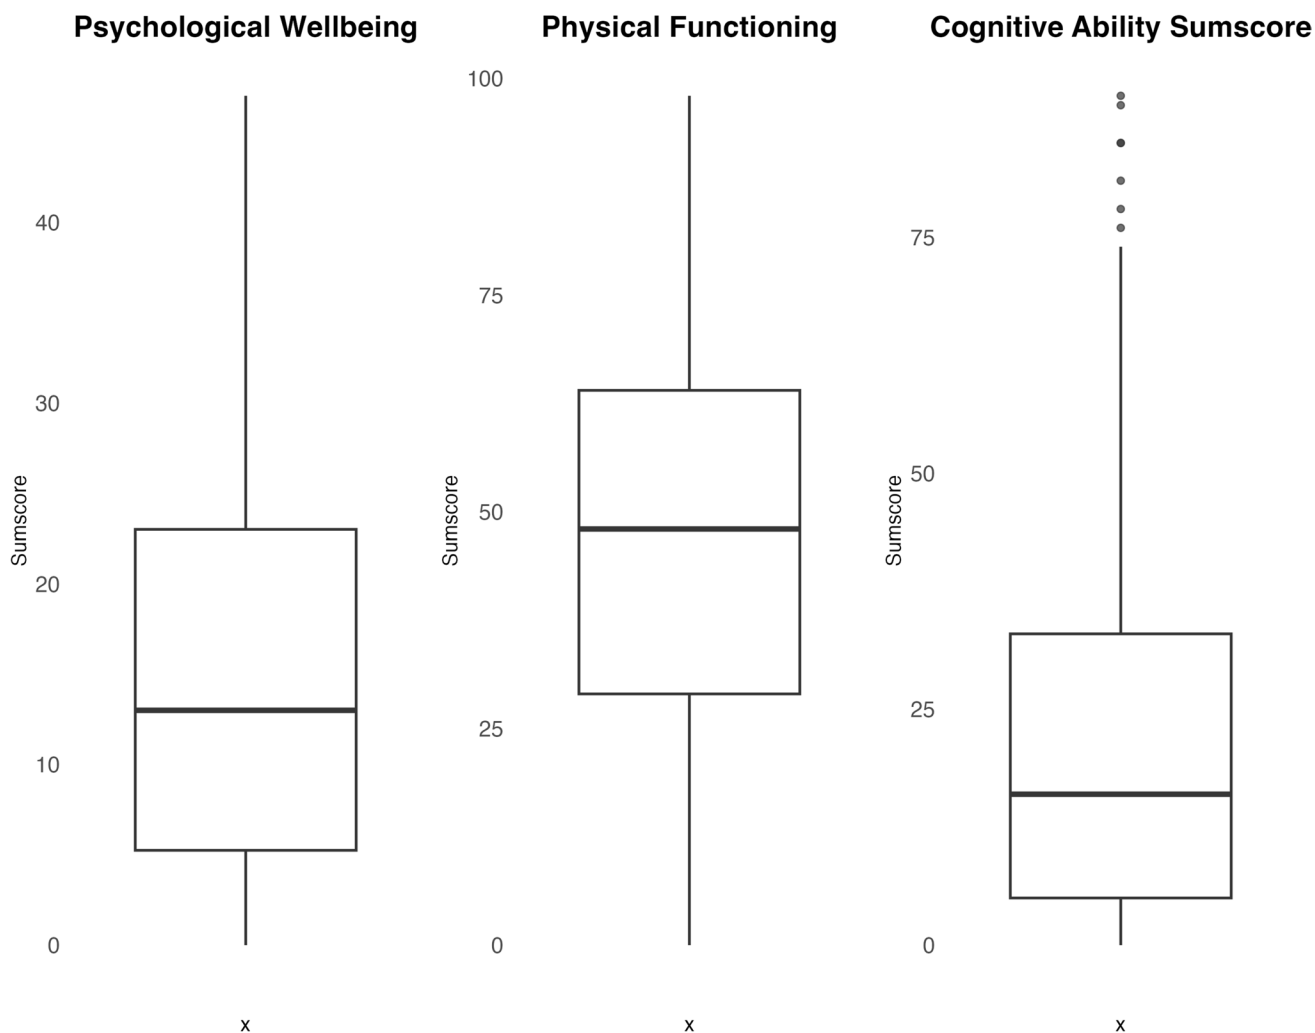 Psychological Wellbeing
Sumscore
40
30
20
10
0
x
Physical Functioning
Sumscore
100
75
50
25
0
x
Cognitive Ability Sumscore
Sumscore
75
50
25
0
x